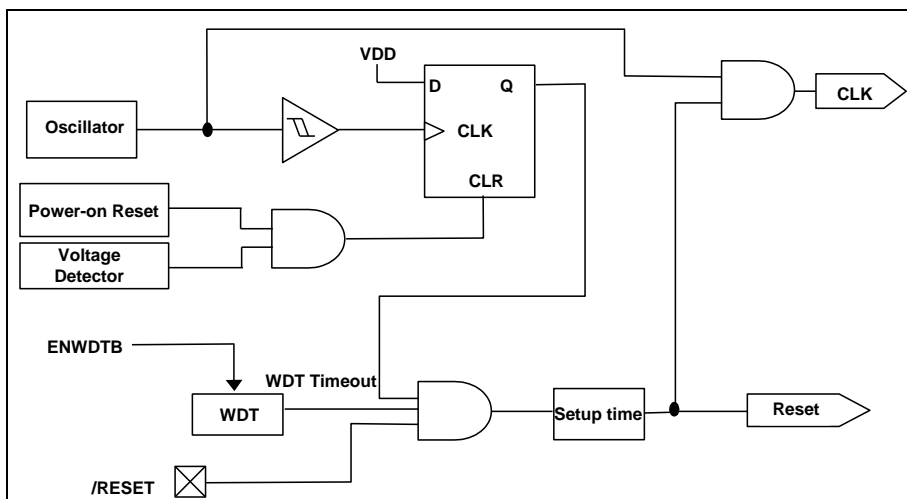 VDD
D
Q
CLK
CLR
Oscillator
CLK
Power-on Reset
Voltage
Detector
ENWDTB
WDT Timeout
WDT
Setup time
Reset
/RESET